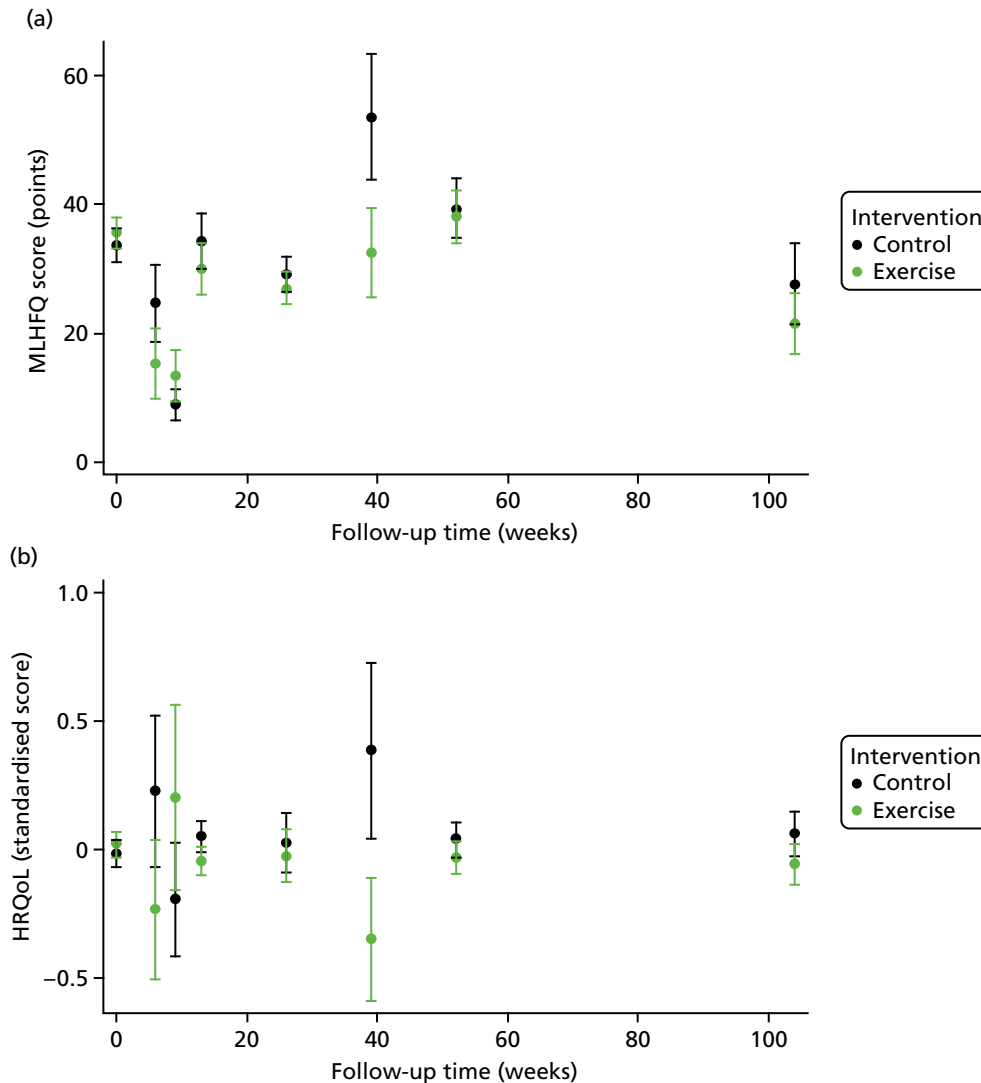 (a)
60
40
20
0
MLHFQ score (points)
0 20 40 60 80 100
Follow-up time (weeks)
Intervention
Control
Exercise
(b)
1.0
0.5
0
−0.5
HRQoL (standardised score)
0 20 40 60 80 100
Follow-up time (weeks)
Intervention
Control
Exercise